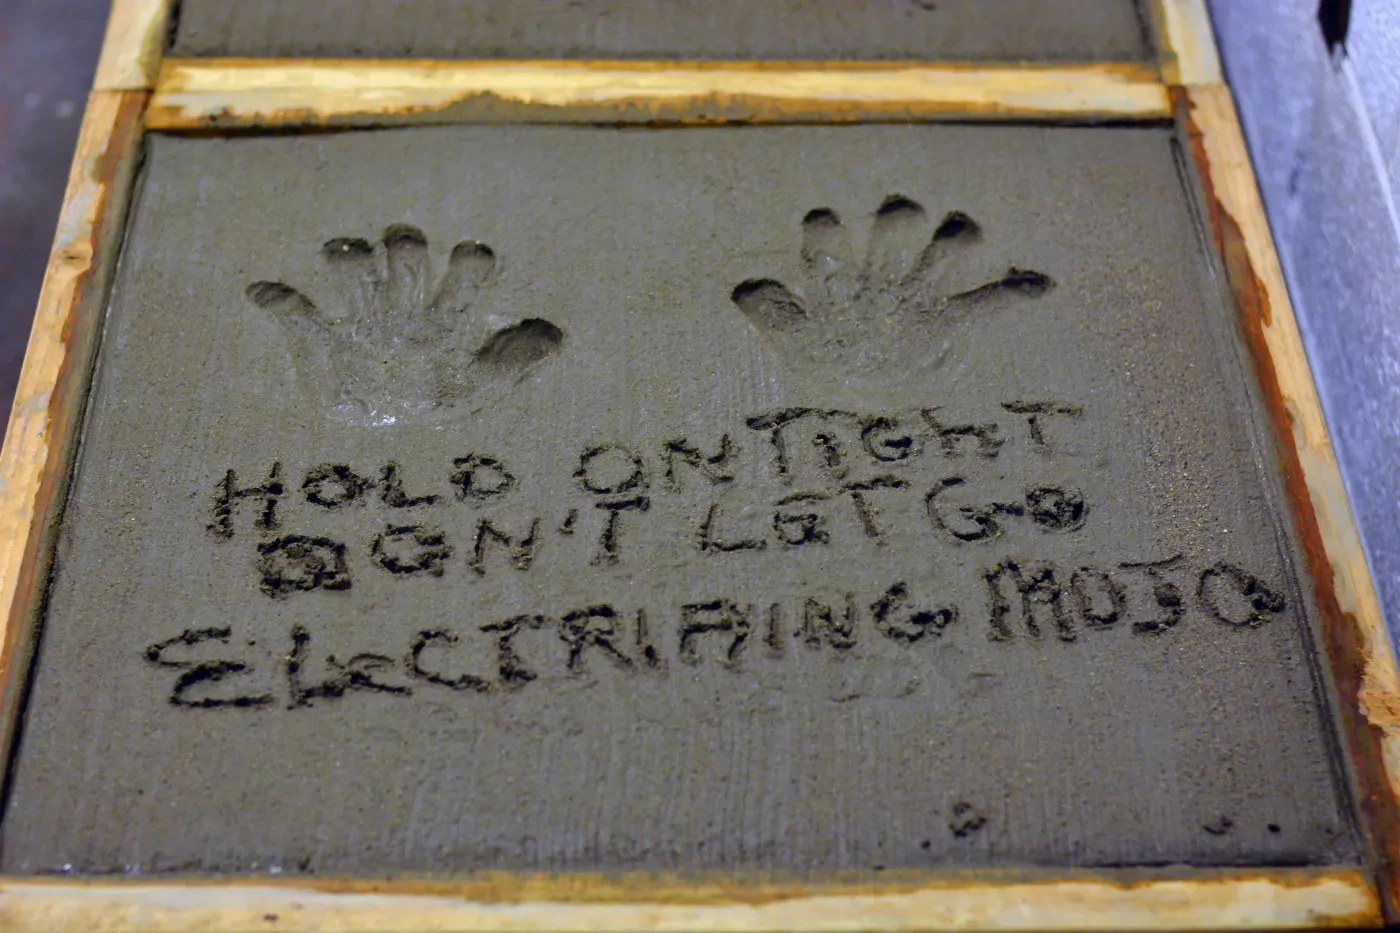 HOLD ON TIGHT
DON'T LET GO
ElecTRIFYING MOJO